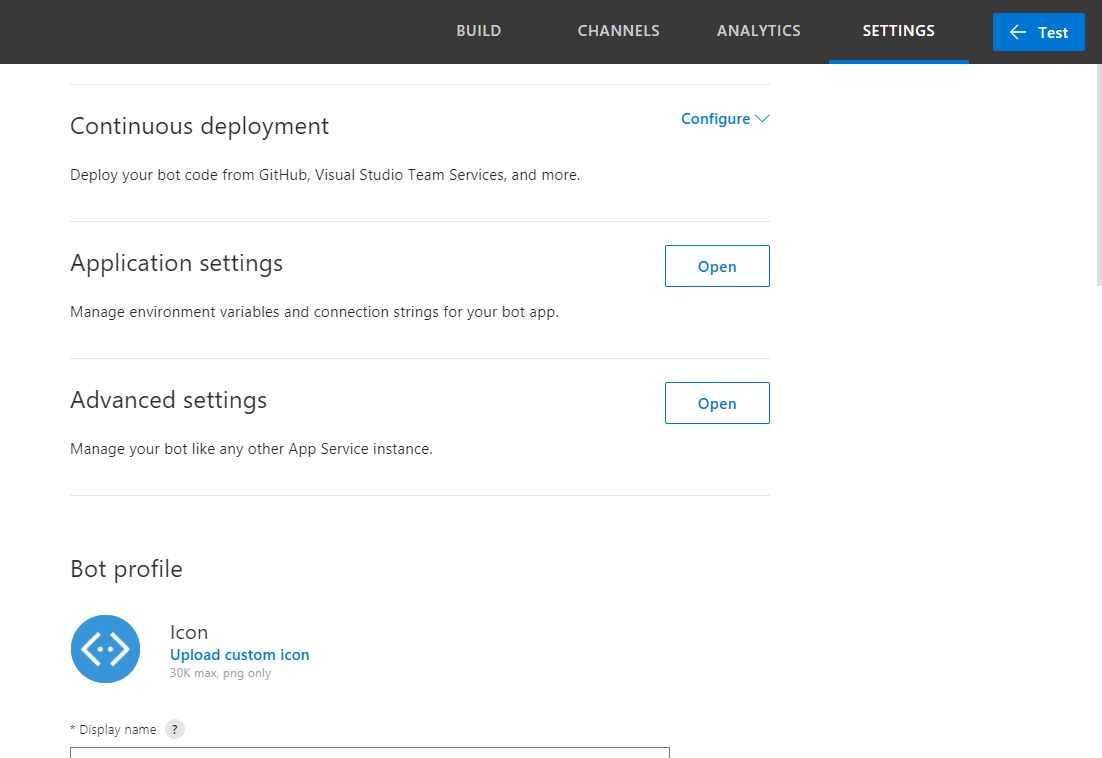 BUILD CHANNELS ANALYTICS SETTINGS Test
Continuous deployment Configure
Deploy your bot code from GitHub, Visual Studio Team Services, and more.
Application settings Open
Manage environment variables and connection strings for your bot app.
Advanced settings Open
Manage your bot like any other App Service instance.
Bot profile
Icon
Upload custom icon
30K max, png only
* Display name ?